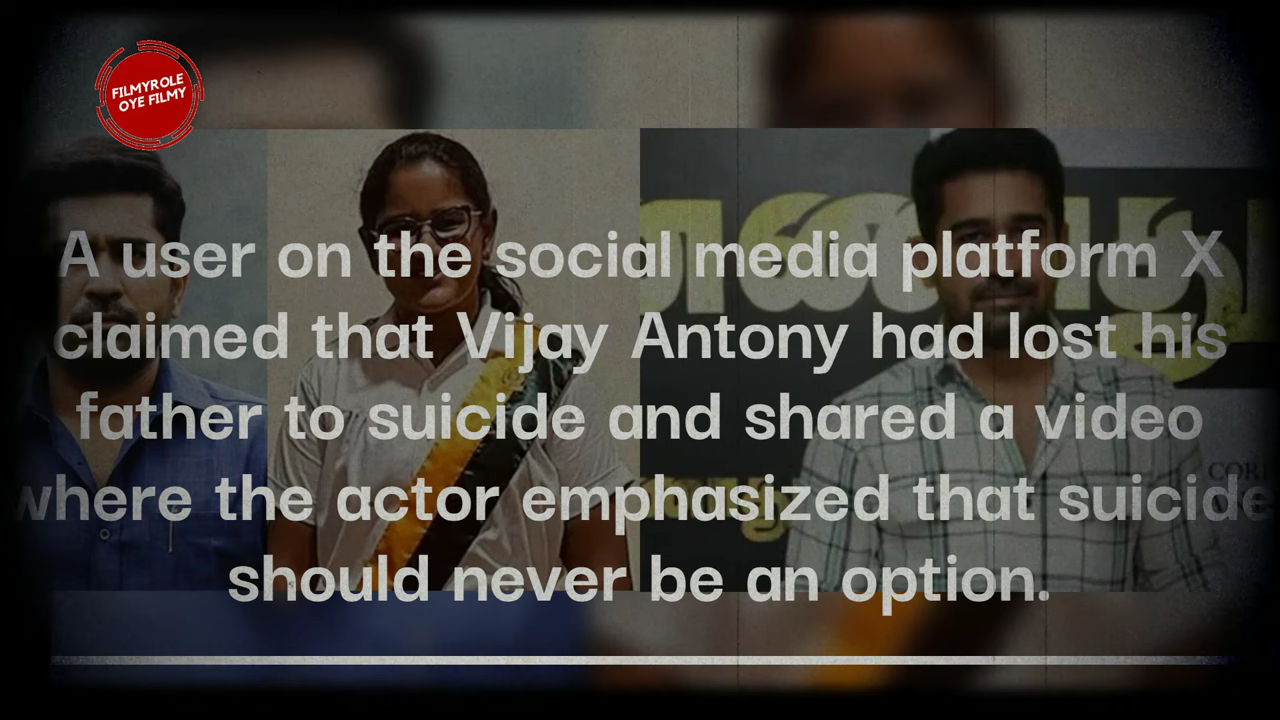 FILMYROLE
OYE FILMY
A user on the social media platform X
claimed that Vijay Antony had lost his
father to suicide and shared a video
where the actor emphasized that suicide
should never be an option.